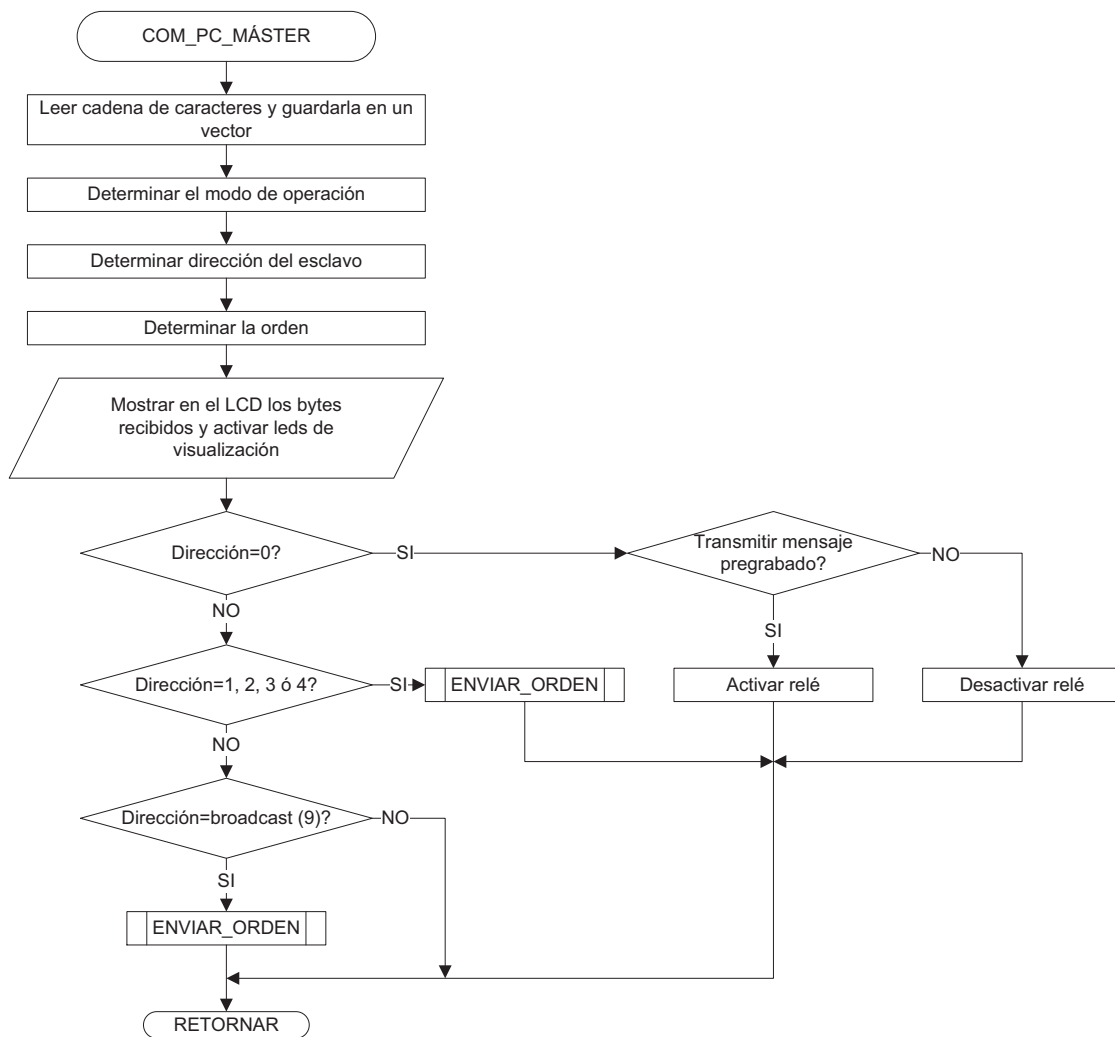 COM_PC_MÁSTER
Leer cadena de caracteres y guardarla en un
vector
Determinar el modo de operación
Determinar dirección del esclavo
Determinar la orden
Mostrar en el LCD los bytes
recibidos y activar leds de
visualización
Dirección=0?
SI
Transmitir mensaje
pregrabado?
NO
NO
SI
Dirección=1, 2, 3 ó 4?
SI
ENVIAR_ORDEN
Activar relé
Desactivar relé
NO
Dirección=broadcast (9)?
NO
SI
ENVIAR_ORDEN
RETORNAR